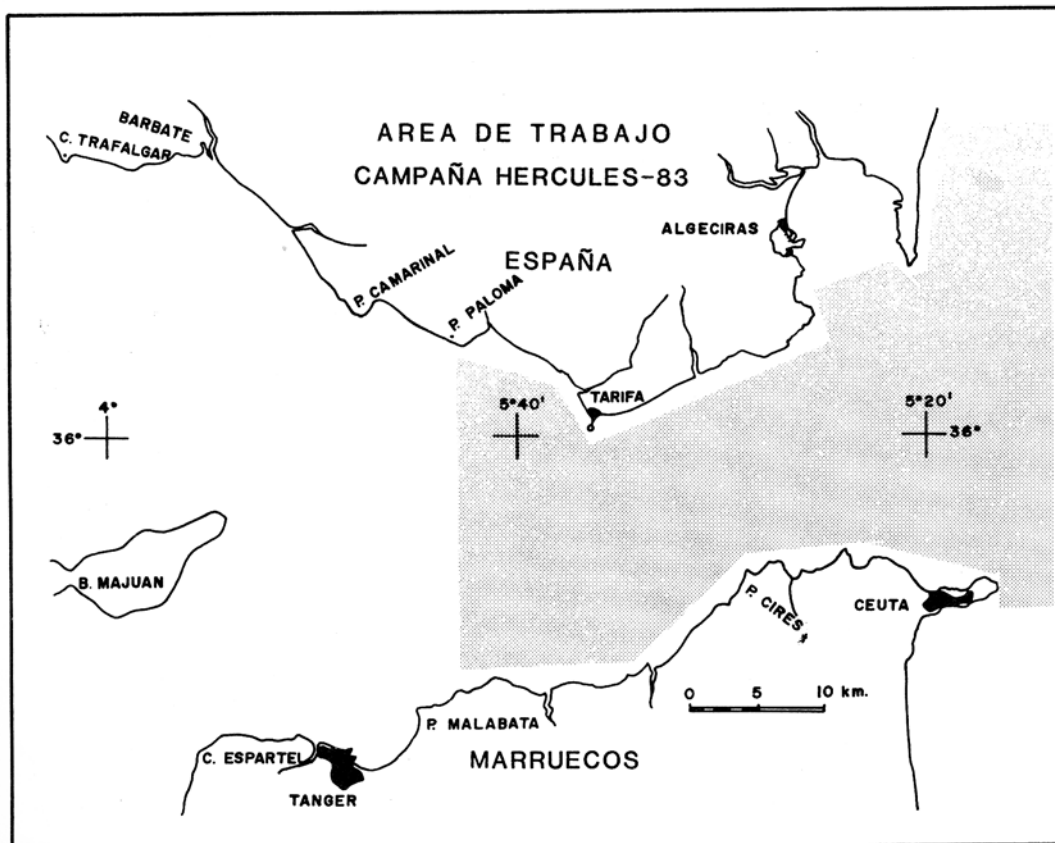 AREA DE TRABAJO
CAMPAÑA HERCULES-83
BARBATE
C. TRAFALGAR
ALGECIRAS
ESPAÑA
P. CAMARINAL
P. PALOMA
TARIFA
4°
36°
5°40'
5°20'
36°
B. MAJUAN
P. CIRES
CEUTA
0 5 10 km.
P. MALABATA
C. ESPARTEL
MARRUECOS
TANGER